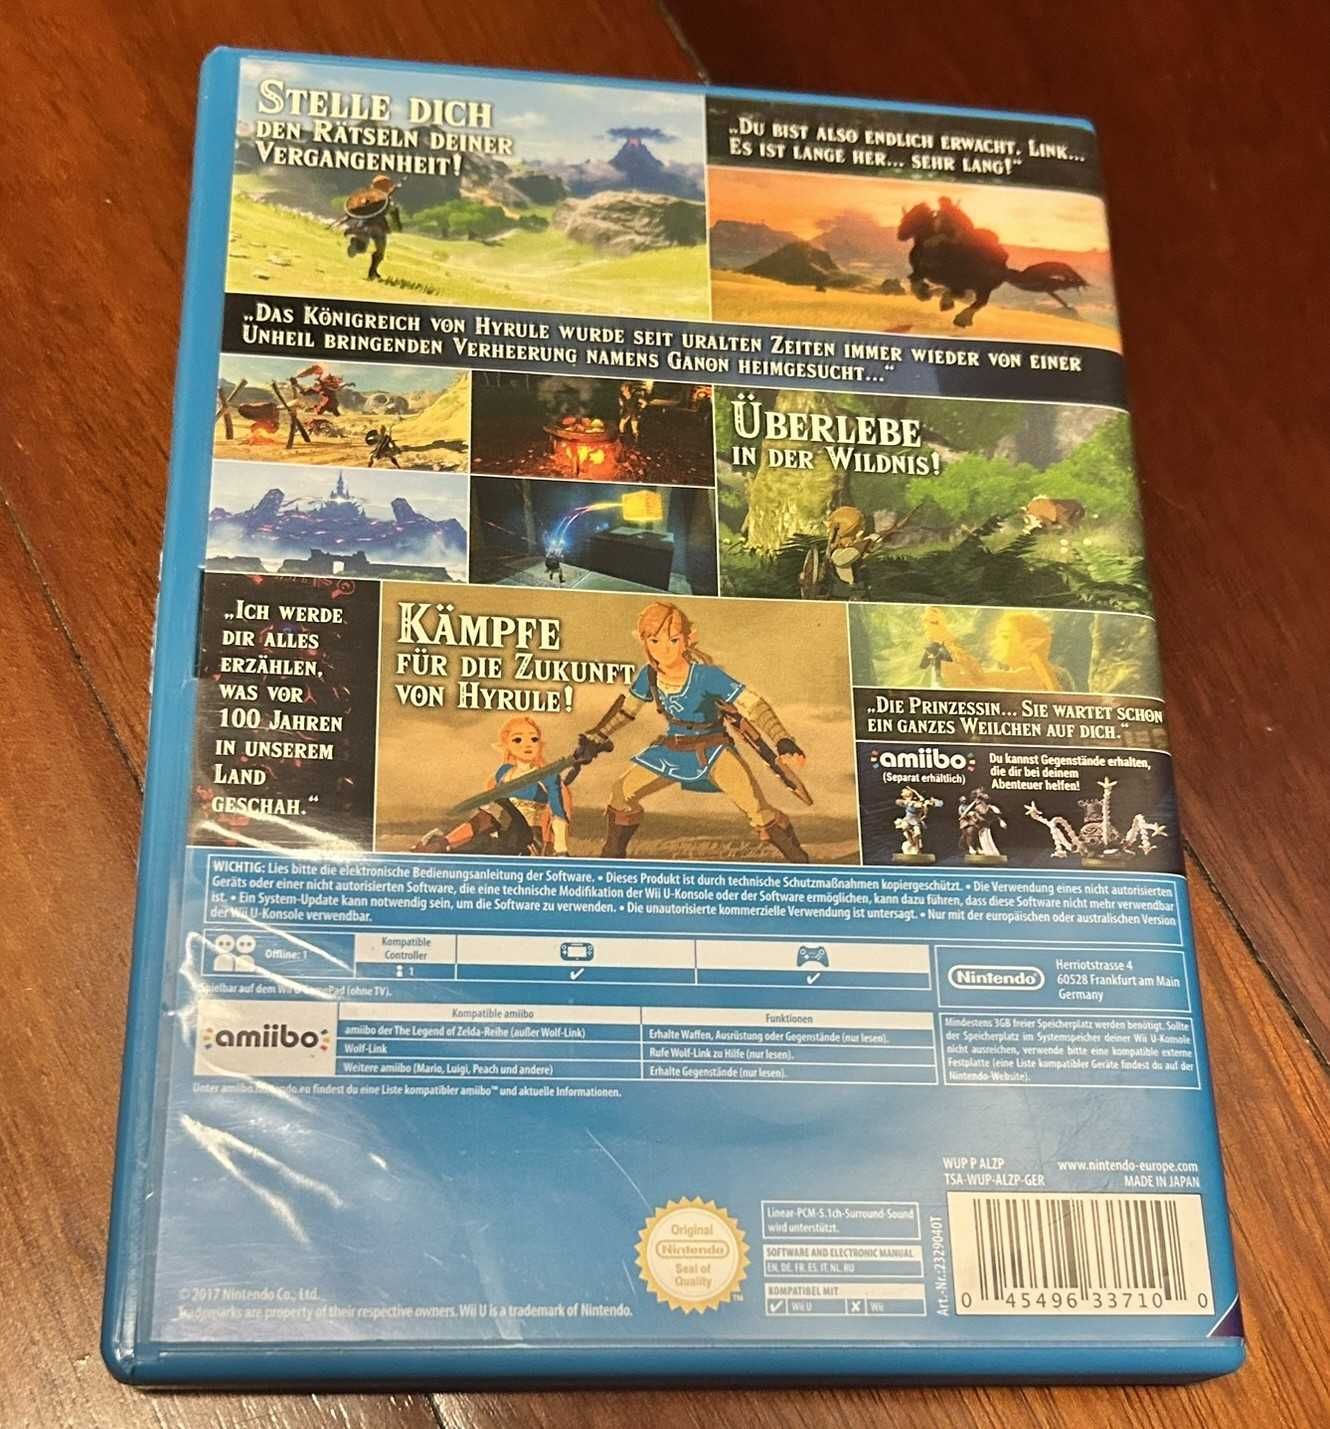 STELLE DICH
DEN RÄTSELN DEINER
VERGANGENHEIT!
„DU BIST ALSO ENDLICH ERWACHT, LINK...
ES IST LANGE HER... SEHR LANG!“
„DAS KÖNIGREICH VON HYRULE WURDE SEIT URALTEN ZEITEN IMMER WIEDER VON EINER
UNHEIL BRINGENDEN VERHEERUNG NAMENS GANON HEIMGESUCHT...“
ÜBERLEBE
IN DER WILDNIS!
„ICH WERDE
DIR ALLES
ERZÄHLEN,
WAS VOR
100 JAHREN
IN UNSEREM
LAND
GESCHAH.“
KÄMPFE
FÜR DIE ZUKUNFT
VON HYRULE!
„DIE PRINZESSIN... SIE WARTET SCHON
EIN GANZES WEILCHEN AUF DICH.“
amiibo
(Separat erhältlich)
Du kannst Gegenstände erhalten,
die dir bei deinem
Abenteuer helfen!
WICHTIG: Lies bitte die elektronische Bedienungsanleitung der Software. • Dieses Produkt ist durch technische Schutzmaßnahmen kopiergeschützt. • Die Verwendung eines nicht autorisierten
Geräts oder einer nicht autorisierten Software, die eine technische Modifikation der Wii U-Konsole oder der Software ermöglichen, kann dazu führen, dass diese Software nicht mehr verwendbar
ist. • Ein System-Update kann notwendig sein, um die Software zu verwenden. • Die unautorisierte kommerzielle Verwendung ist untersagt. • Nur mit der europäischen oder australischen Version
der Wii U-Konsole verwendbar.
Offline: 1
Kompatible
Controller
1
Spielbar auf dem Wii U GamePad (ohne TV).
Nintendo
Herriotstrasse 4
60528 Frankfurt am Main
Germany
amiibo
Kompatible amiibo
Funktionen
amiibo der The Legend of Zelda-Reihe (außer Wolf-Link)
Erhalte Waffen, Ausrüstung oder Gegenstände (nur lesen).
Wolf-Link
Rufe Wolf-Link zu Hilfe (nur lesen).
Weitere amiibo (Mario, Luigi, Peach und andere)
Erhalte Gegenstände (nur lesen).
Unter amiibo.nintendo.eu findest du eine Liste kompatibler amiibo™ und aktuelle Informationen.
Mindestens 3GB freier Speicherplatz werden benötigt. Sollte
der Speicherplatz im Systemspeicher deiner Wii U-Konsole
nicht ausreichen, verwende bitte eine kompatible externe
Festplatte (eine Liste kompatibler Geräte findest du auf der
Nintendo-Website).
WUP P ALZP
TSA-WUP-ALZP-GER
www.nintendo-europe.com
MADE IN JAPAN
Original
Nintendo
Seal of
Quality
TM
Linear-PCM-5.1ch-Surround-Sound
wird unterstützt.
SOFTWARE AND ELECTRONIC MANUAL
EN, DE, FR, ES, IT, NL, RU
KOMPATIBEL MIT
Wii U
Wii
Art.-Nr.:2329040T
0 45496 33710 0
© 2017 Nintendo Co., Ltd.
Trademarks are property of their respective owners. Wii U is a trademark of Nintendo.